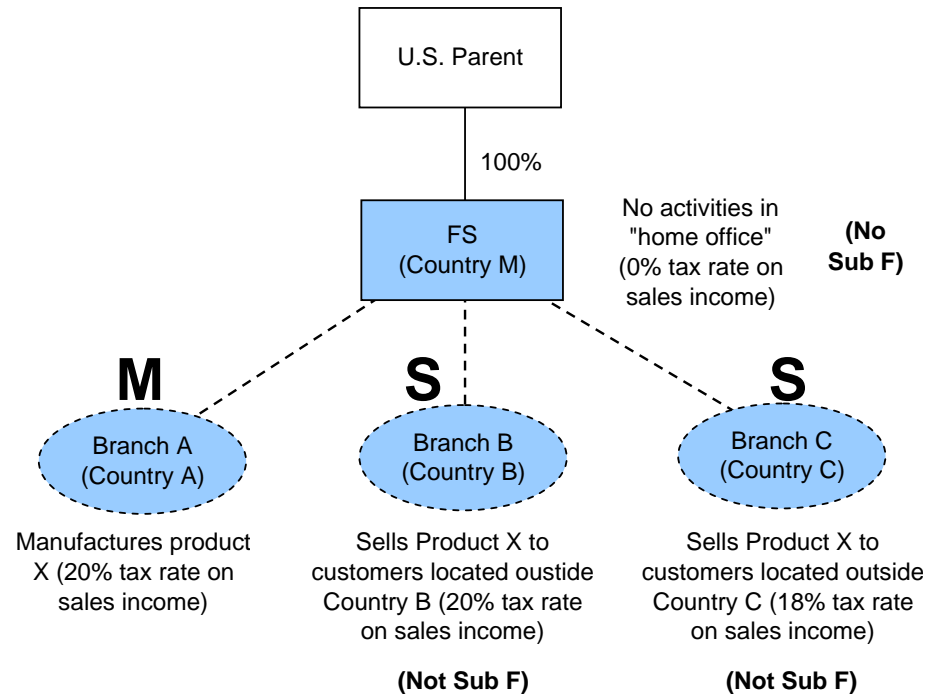 U.S. Parent
100%
FS
(Country M)
No activities in
"home office"
(0% tax rate on
sales income)
(No
Sub F)
M
S
S
Branch A
(Country A)
Branch B
(Country B)
Branch C
(Country C)
Manufactures product
X (20% tax rate on
sales income)
Sells Product X to
customers located oustide
Country B (20% tax rate
on sales income)
(Not Sub F)
Sells Product X to
customers located outside
Country C (18% tax rate
on sales income)
(Not Sub F)